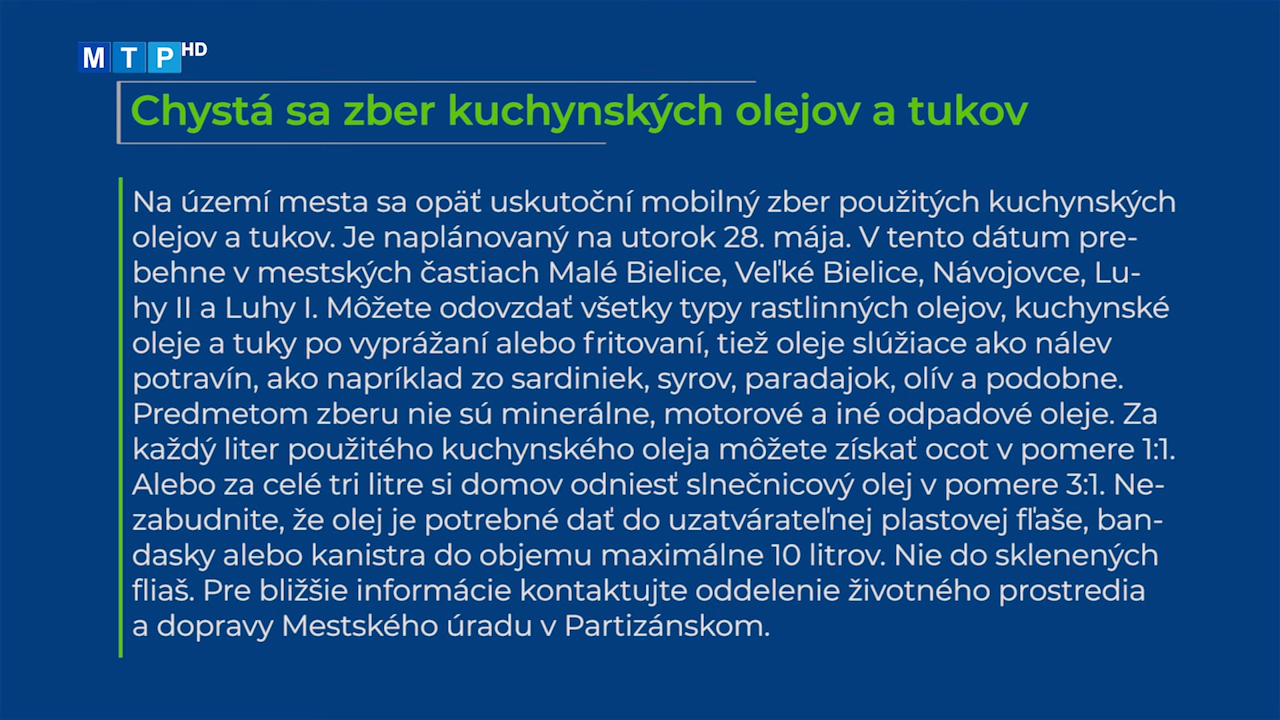 MTP HD
Chystá sa zber kuchynských olejov a tukov
Na území mesta sa opäť uskutoční mobilný zber použitých kuchynských
olejov a tukov. Je naplánovaný na utorok 28. mája. V tento dátum pre-
behne v mestských častiach Malé Bielice, Veľké Bielice, Návojovce, Lu-
hy II a Luhy I. Môžete odovzdať všetky typy rastlinných olejov, kuchynské
oleje a tuky po vyprážaní alebo fritovaní, tiež oleje slúžiace ako nálev
potravín, ako napríklad zo sardiniek, syrov, paradajok, olív a podobne.
Predmetom zberu nie sú minerálne, motorové a iné odpadové oleje. Za
každý liter použitého kuchynského oleja môžete získať ocot v pomere 1:1.
Alebo za celé tri litre si domov odniesť slnečnicový olej v pomere 3:1. Ne-
zabudnite, že olej je potrebné dať do uzatvárateľnej plastovej fľaše, ban-
dasky alebo kanistra do objemu maximálne 10 litrov. Nie do sklenených
fliaš. Pre bližšie informácie kontaktujte oddelenie životného prostredia
a dopravy Mestského úradu v Partizánskom.